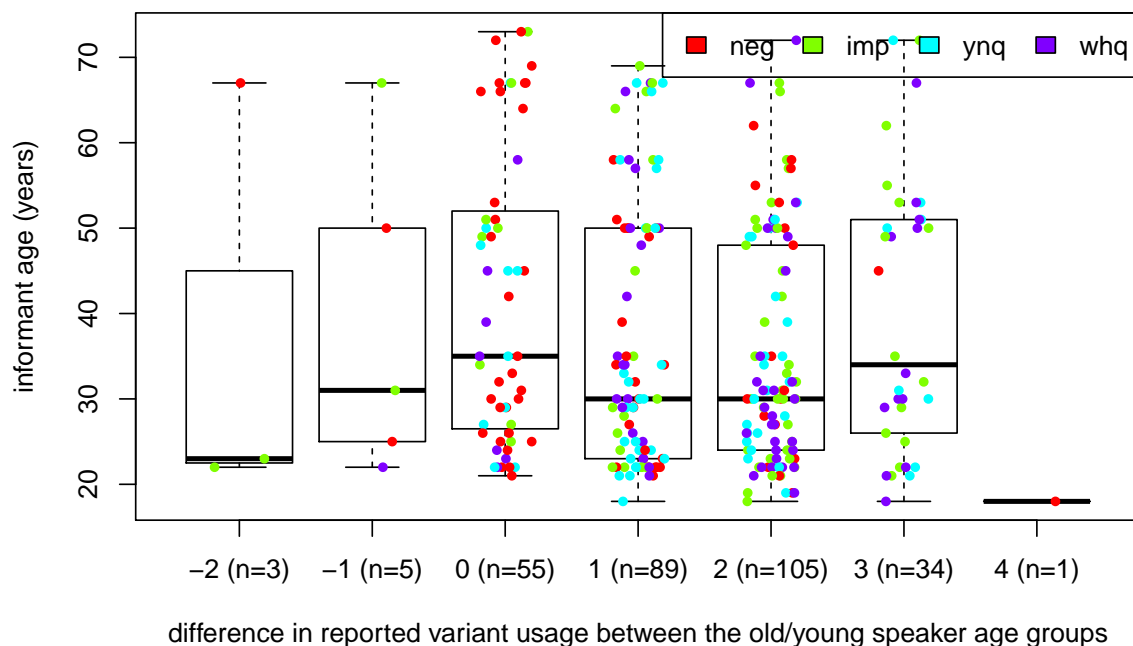 neg imp ynq whq
70
60
50
40
30
20
informant age (years)
−2 (n=3) −1 (n=5) 0 (n=55) 1 (n=89) 2 (n=105) 3 (n=34) 4 (n=1)
difference in reported variant usage between the old/young speaker age groups